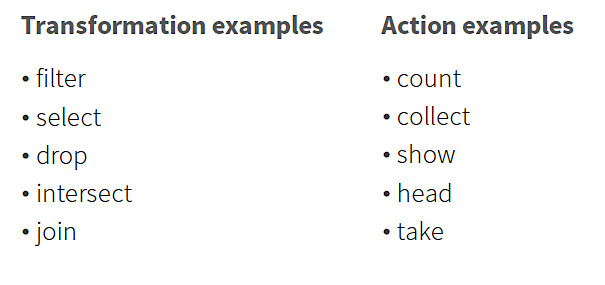 Transformation examples
• filter
• select
• drop
• intersect
• join
Action examples
• count
• collect
• show
• head
• take